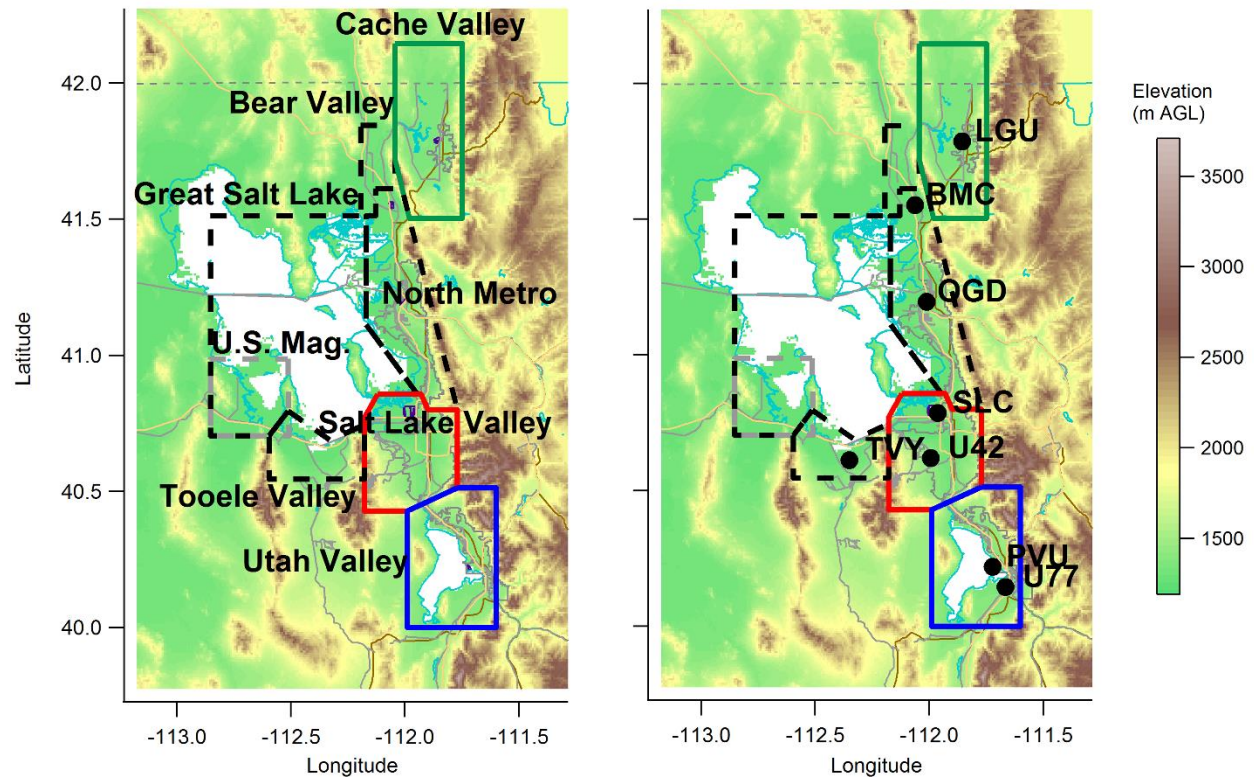 Cache Valley
Bear Valley
Great Salt Lake
North Metro
U.S. Mag.
Salt Lake Valley
Tooele Valley
Utah Valley
42.0
41.5
41.0
40.5
40.0
Latitude
-113.0 -112.5 -112.0 -111.5
Longitude
LGU
BMC
OGD
SLC
TVY U42
PVU
U77
-113.0 -112.5 -112.0 -111.5
Longitude
Elevation
(m AGL)
3500
3000
2500
2000
1500